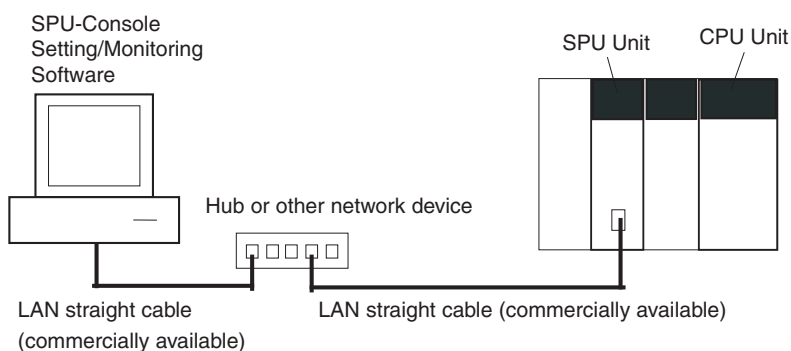 SPU-Console
Setting/Monitoring
Software
SPU Unit
CPU Unit
Hub or other network device
LAN straight cable
(commercially available)
LAN straight cable (commercially available)